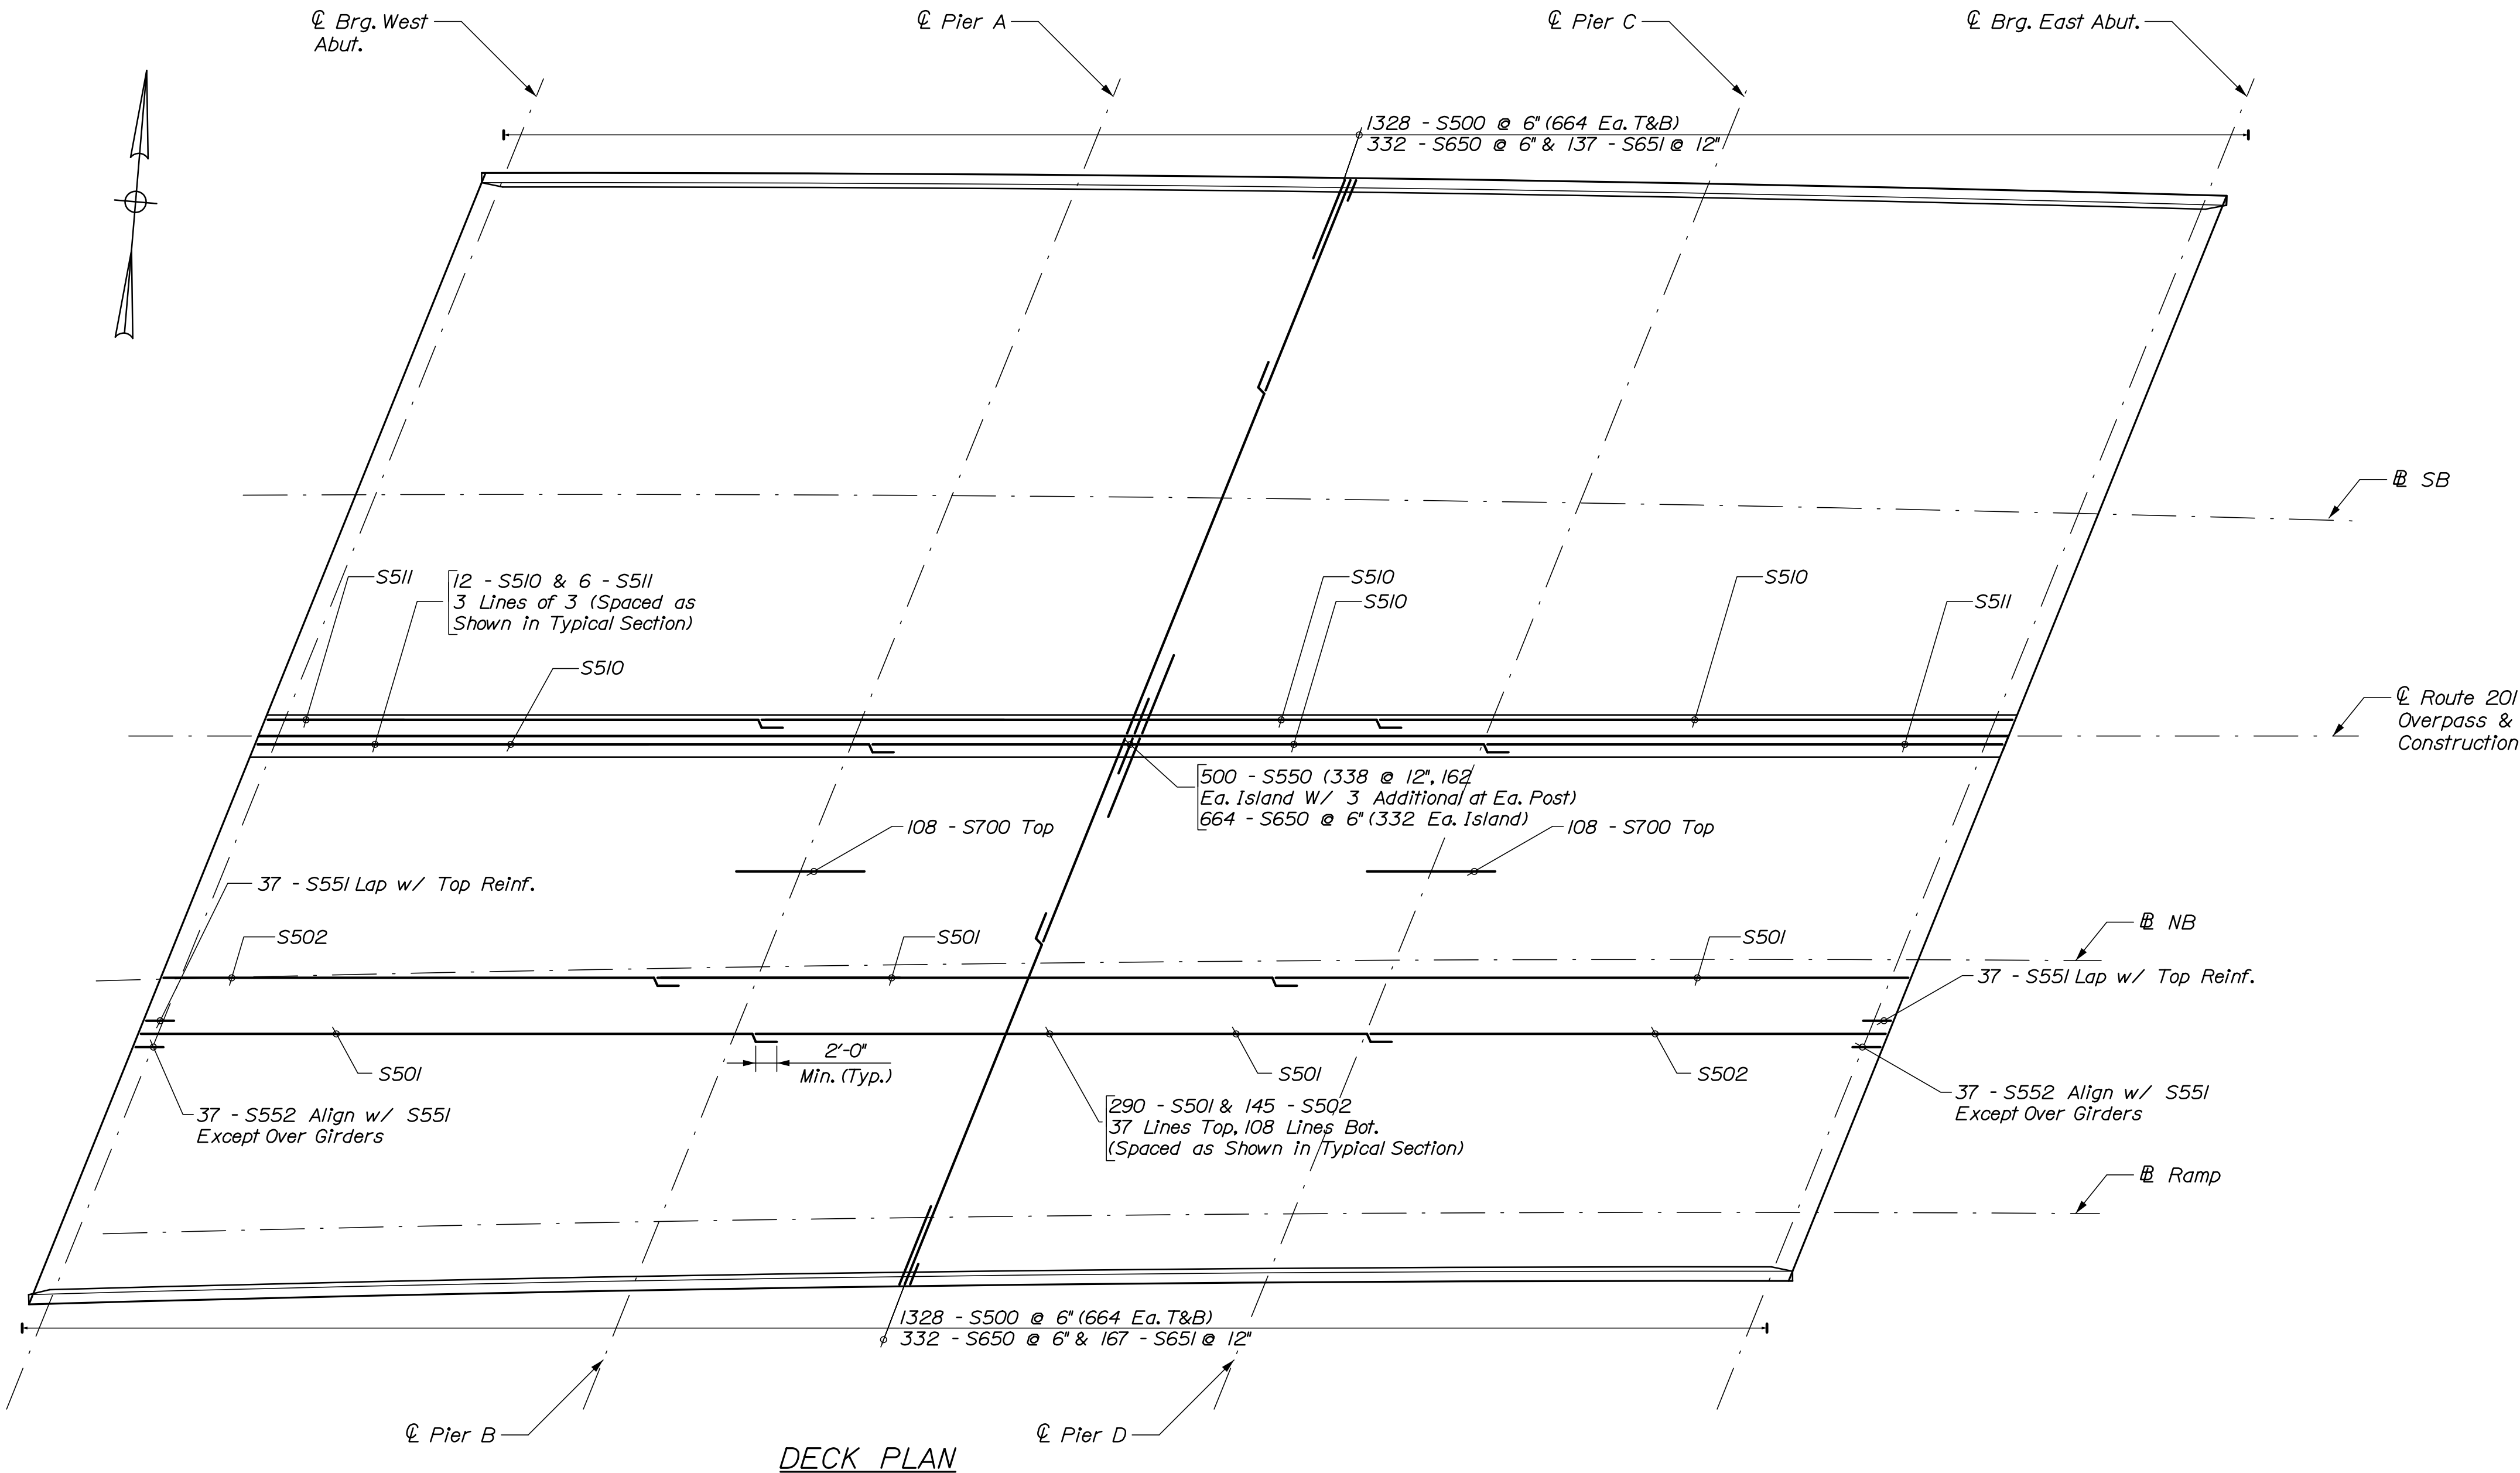 ℄ Brg. West
Abut.
℄ Pier A
℄ Pier C
℄ Brg. East Abut.
1328 - S500 @ 6" (664 Ea. T&B)
332 - S650 @ 6" & 137 - S651 @ 12"
℄ SB
S511
12 - S510 & 6 - S511
3 Lines of 3 (Spaced as
Shown in Typical Section)
S510
S510
S510
S511
S510
℄ Route 201
Overpass &
Construction
500 - S550 (338 @ 12", 162
Ea. Island W/ 3 Additional at Ea. Post)
664 - S650 @ 6" (332 Ea. Island)
108 - S700 Top
108 - S700 Top
37 - S551 Lap w/ Top Reinf.
S502
S501
S501
BL NB
37 - S551 Lap w/ Top Reinf.
2'-0"
Min. (Typ.)
S501
S501
S502
37 - S552 Align w/ S551
Except Over Girders
290 - S501 & 145 - S502
37 Lines Top, 108 Lines Bot.
(Spaced as Shown in Typical Section)
37 - S552 Align w/ S551
Except Over Girders
BL Ramp
1328 - S500 @ 6" (664 Ea. T&B)
332 - S650 @ 6" & 167 - S651 @ 12"
℄ Pier B
℄ Pier D
DECK PLAN